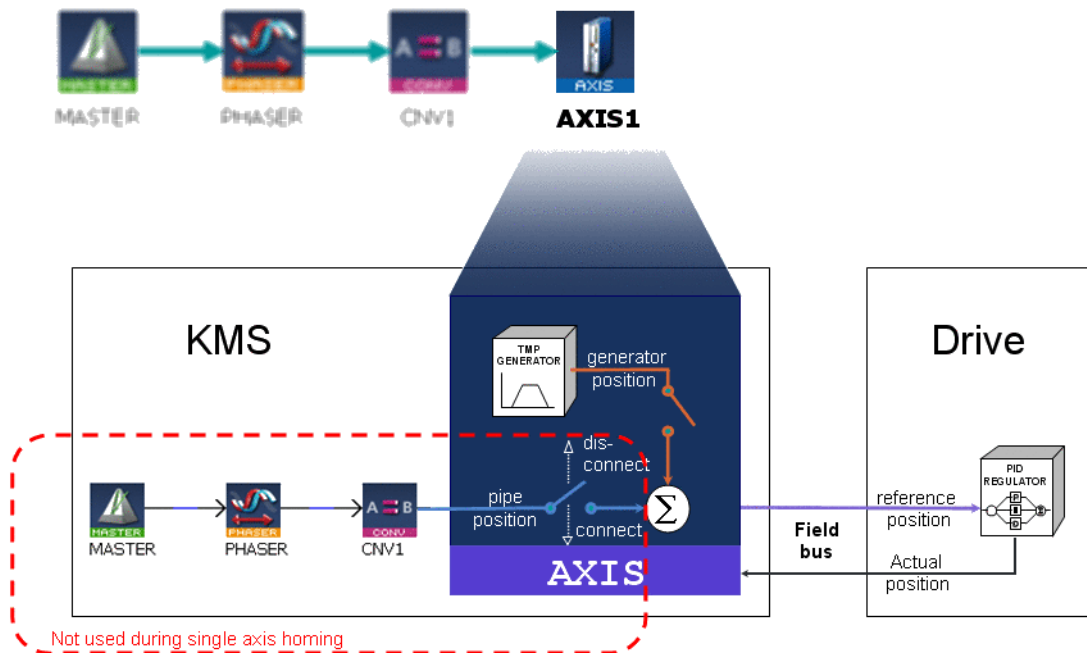 A B
MASTER
PHASER
CONV
AXIS
MASTER
PHASER
CNV1
AXIS1
KMS
Drive
TMP
GENERATOR
generator
position
dis-
connect
pipe
position
connect
Σ
A B
MASTER
PHASER
CONV
MASTER
PHASER
CNV1
AXIS
Field
bus
reference
position
Actual
position
PID
REGULATOR
P
I
D
Σ
Not used during single axis homing